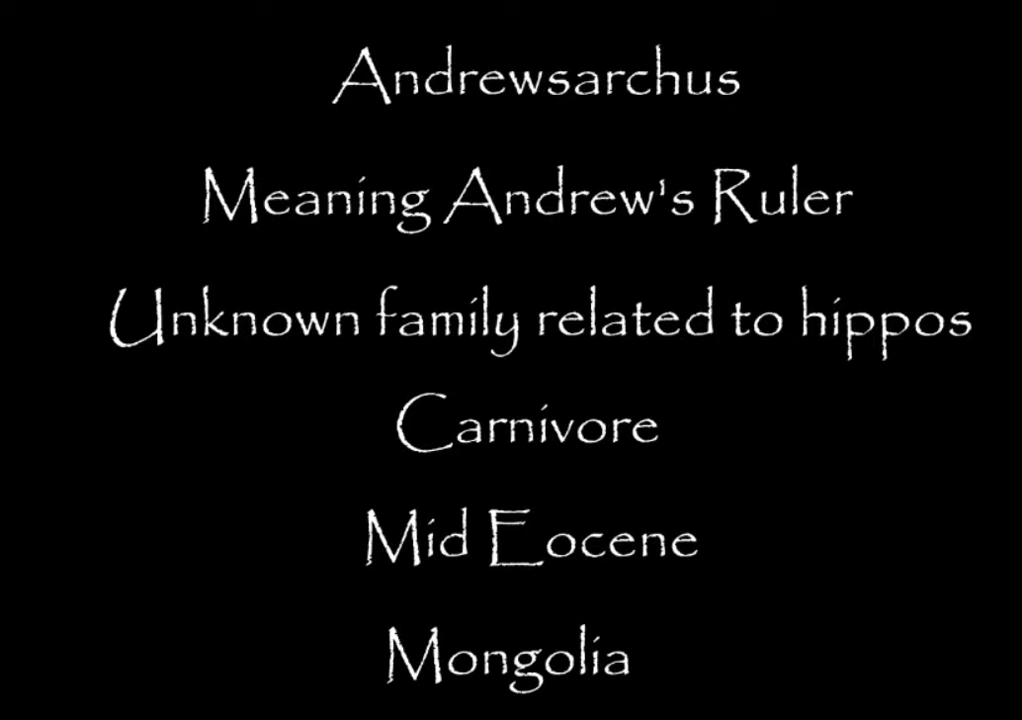 Andrewsarchus
Meaning Andrew's Ruler
Unknown family related to hippos
Carnivore
Mid Eocene
Mongolia